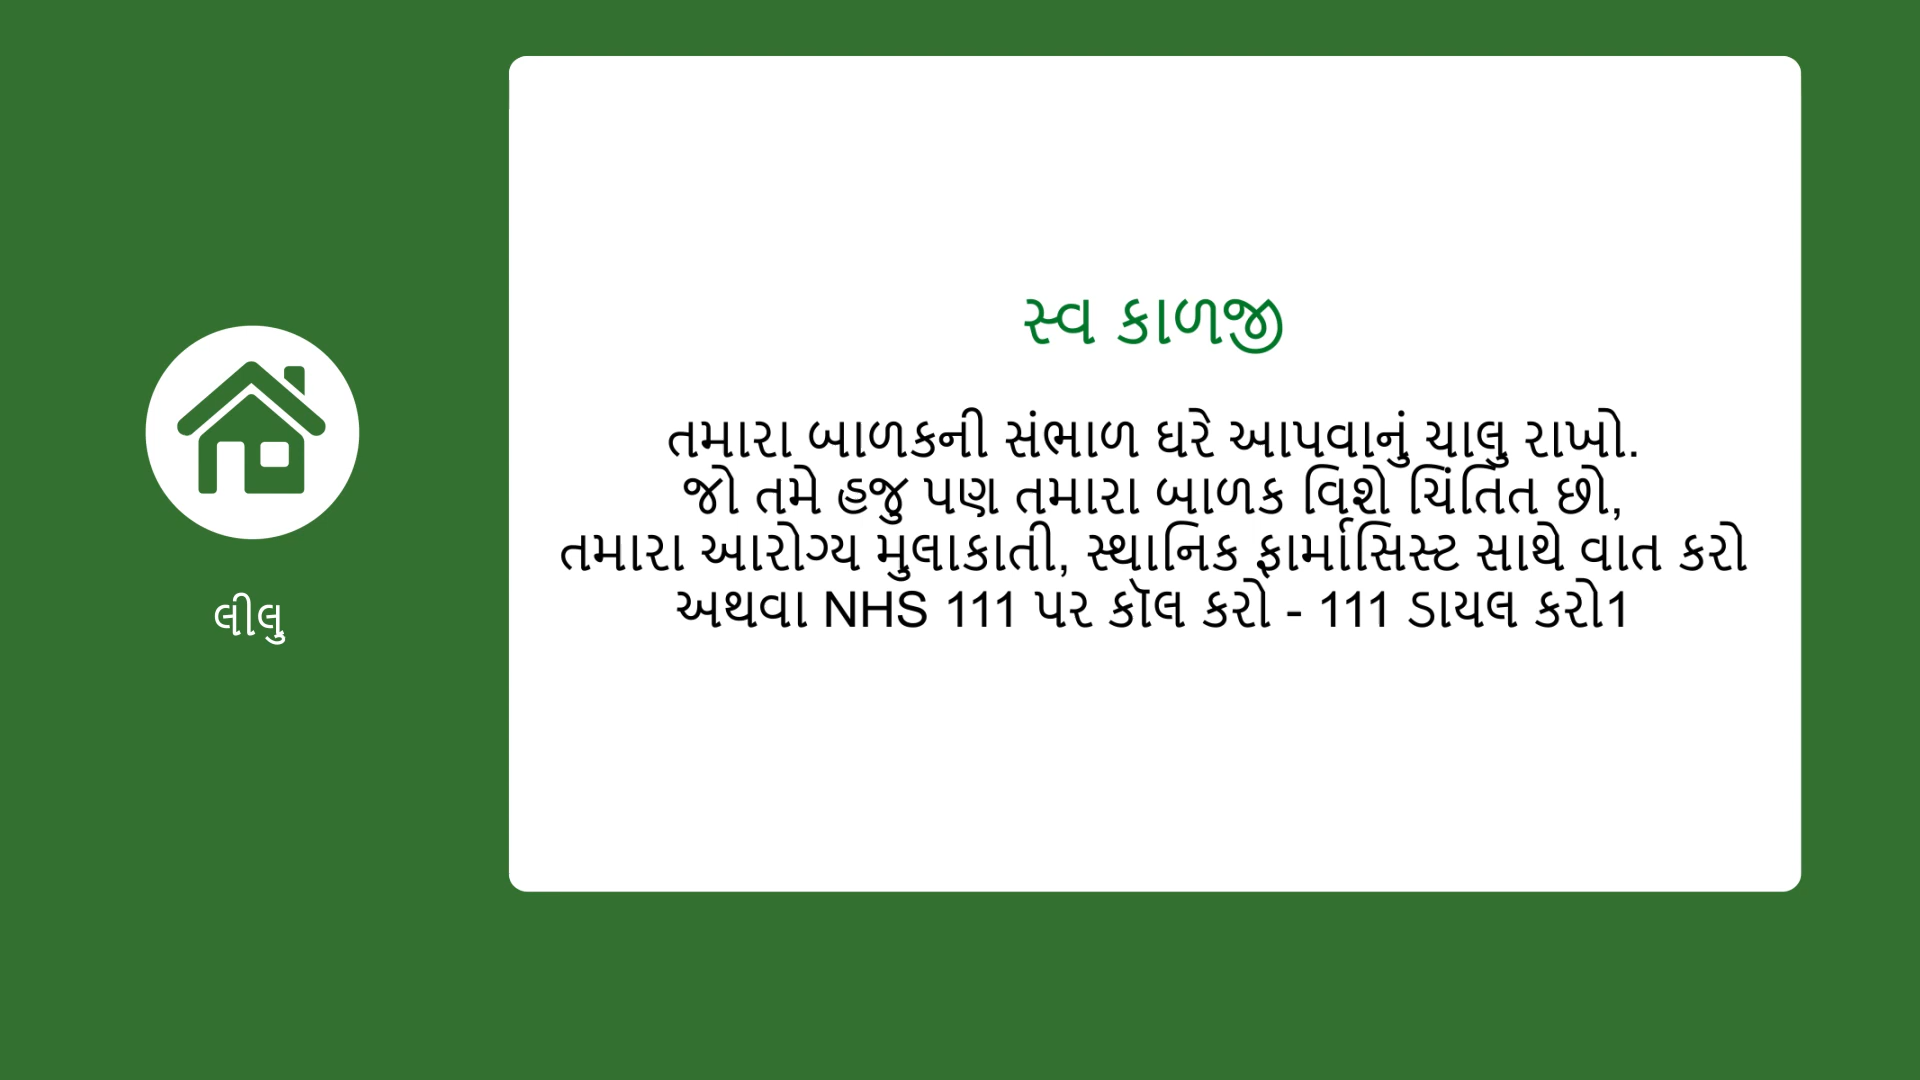 સ્વ કાળજી
તમારા બાળકની સંભાળ ઘરે આપવાનું ચાલુ રાખો.
જો તમે હજુ પણ તમારા બાળક વિશે ચિંતિત છો,
તમારા આરોગ્ય મુલાકાતી, સ્થાનિક ફાર્માસિસ્ટ સાથે વાત કરો
અથવા NHS 111 પર કૉલ કરો - 111 ડાયલ કરો1
લીલુ